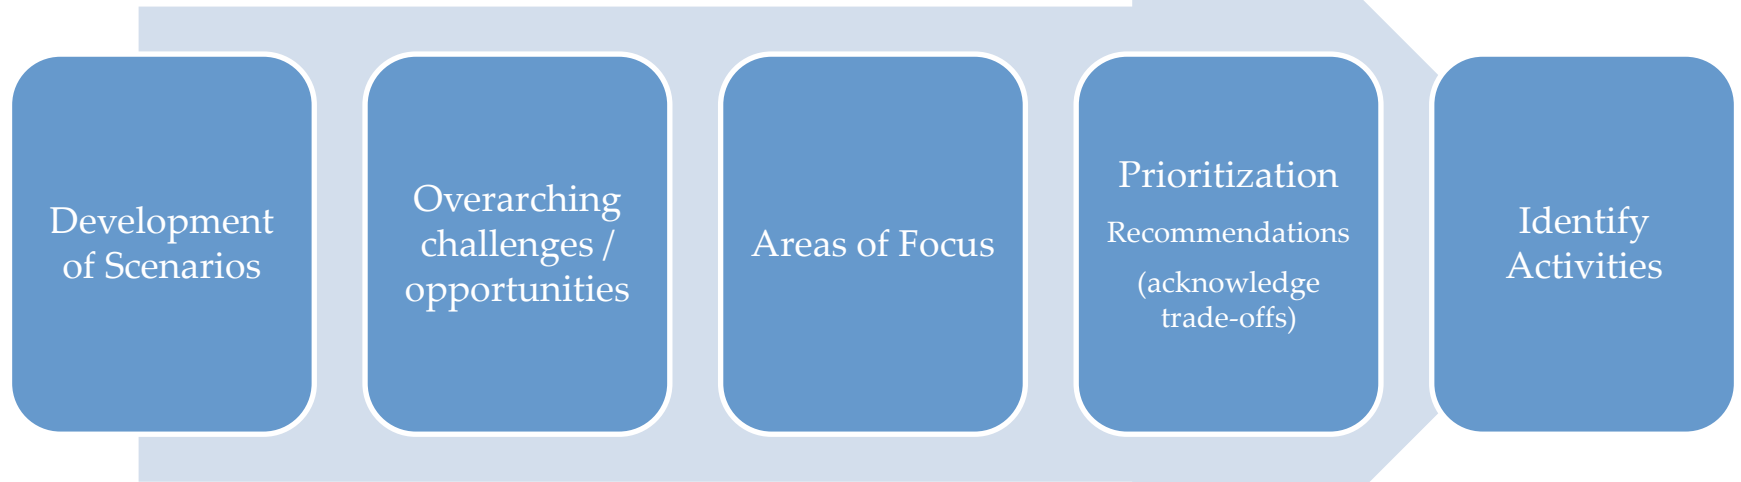 Development
of Scenarios
Overarching
challenges /
opportunities
Areas of Focus
Prioritization
Recommendations
(acknowledge
trade-offs)
Identify
Activities